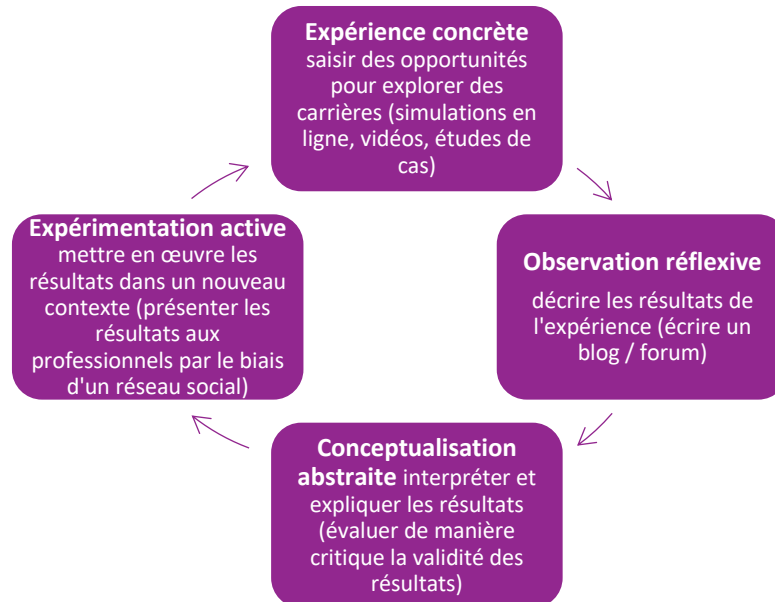 Expérience concrète
saisir des opportunités
pour explorer des
carrières (simulations en
ligne, vidéos, études de
cas)
Observation réflexive
décrire les résultats de
l'expérience (écrire un
blog / forum)
Conceptualisation
abstraite interpréter et
expliquer les résultats
(évaluer de manière
critique la validité des
résultats)
Expérimentation active
mettre en œuvre les
résultats dans un nouveau
contexte (présenter les
résultats aux
professionnels par le biais
d'un réseau social)